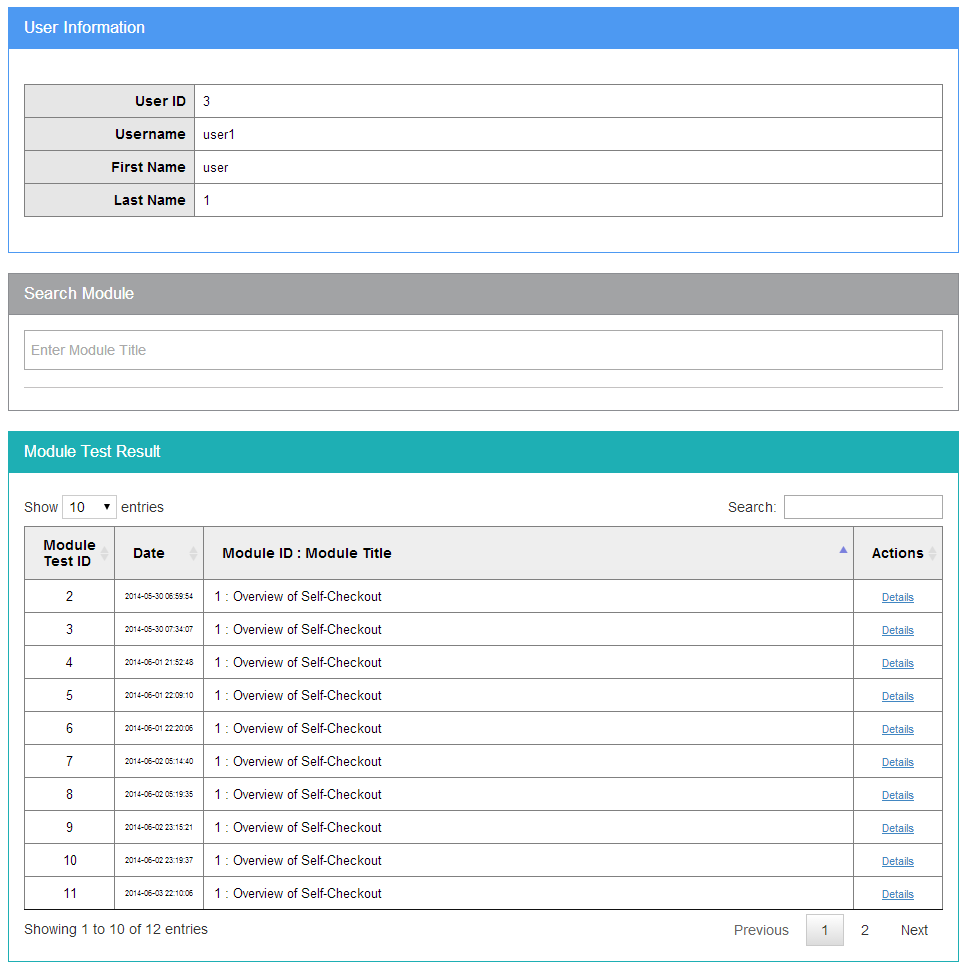 User Information
User ID 3
Username user1
First Name user
Last Name 1
Search Module
Enter Module Title
Module Test Result
Show 10 entries Search:
Module Test ID Date Module ID : Module Title Actions
2 2014-05-30 06:59:54 1 : Overview of Self-Checkout Details
3 2014-05-30 07:34:07 1 : Overview of Self-Checkout Details
4 2014-06-01 21:52:48 1 : Overview of Self-Checkout Details
5 2014-06-01 22:09:10 1 : Overview of Self-Checkout Details
6 2014-06-01 22:20:06 1 : Overview of Self-Checkout Details
7 2014-06-02 05:14:40 1 : Overview of Self-Checkout Details
8 2014-06-02 05:19:35 1 : Overview of Self-Checkout Details
9 2014-06-02 23:15:21 1 : Overview of Self-Checkout Details
10 2014-06-02 23:19:37 1 : Overview of Self-Checkout Details
11 2014-06-03 22:10:06 1 : Overview of Self-Checkout Details
Showing 1 to 10 of 12 entries Previous 1 2 Next